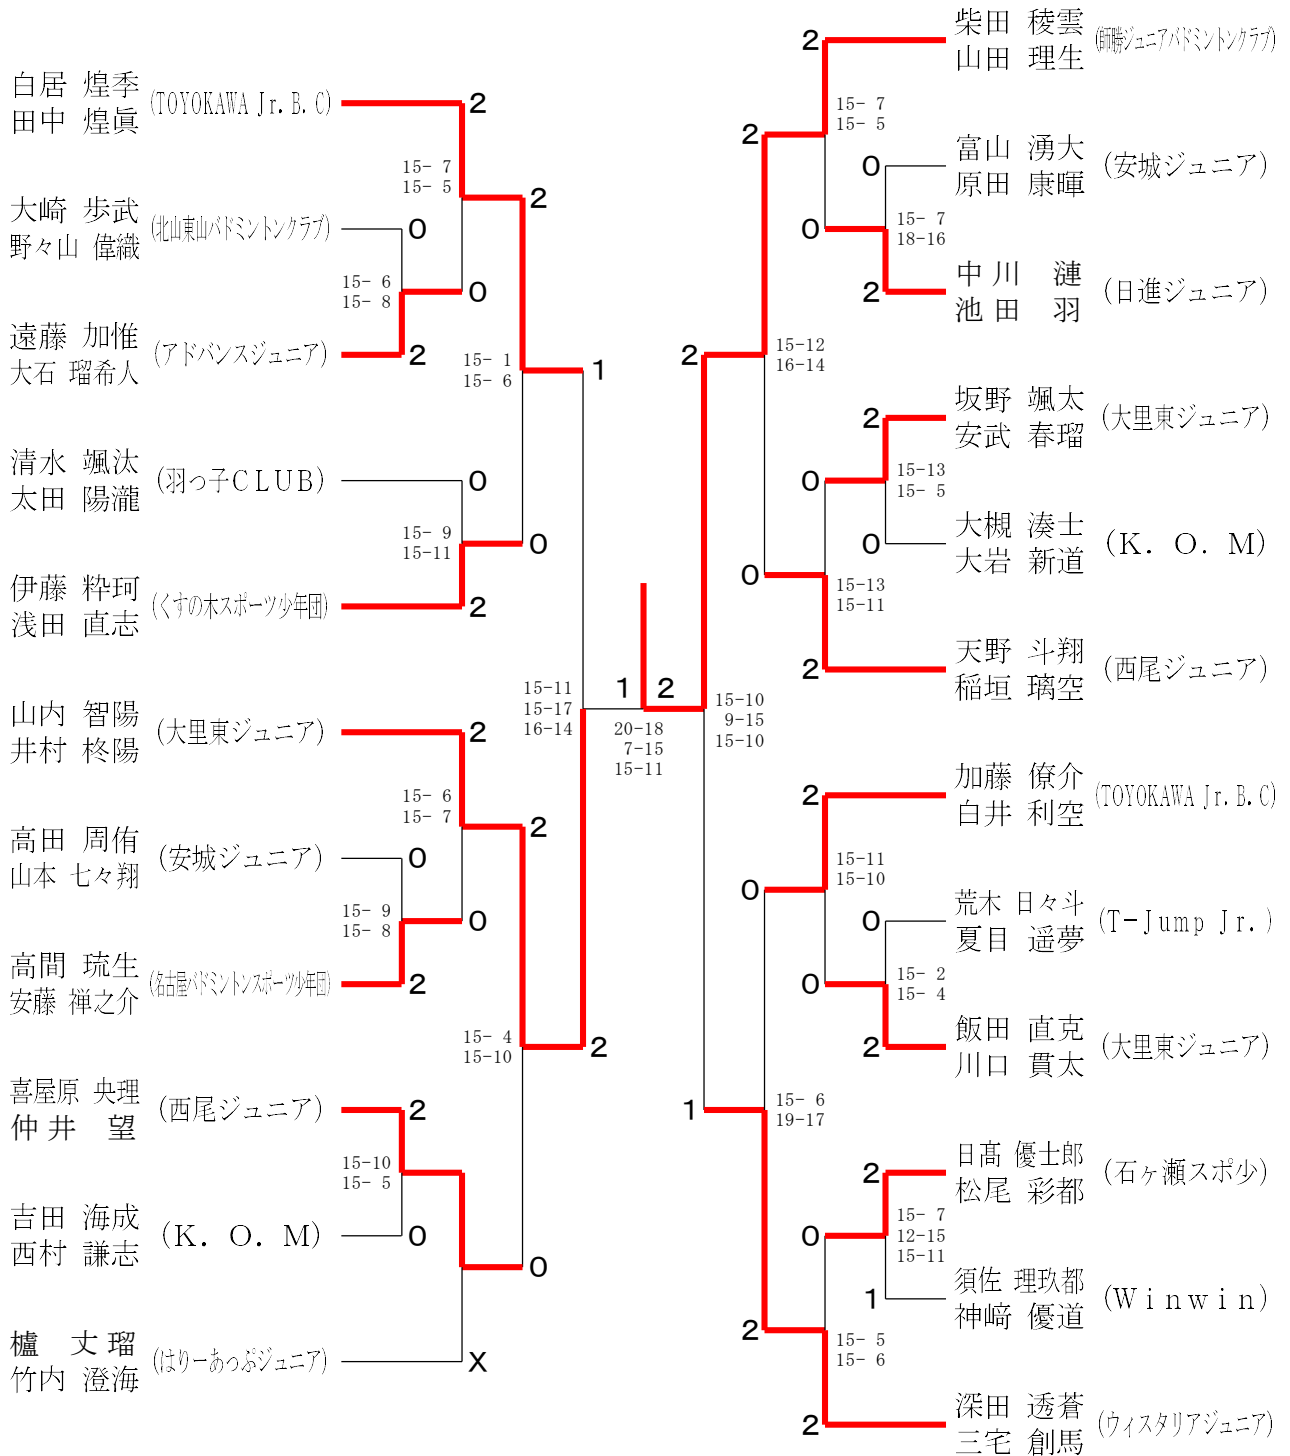 白居 煌季
田中 煌眞
(TOYOKAWA Jr.B.C)
2
15- 7
15- 5
2
大崎 歩武
野々山 偉織
(北山東山バドミントンクラブ)
0
15- 6
15- 8
0
遠藤 加惟
大石 瑠希人
(アドバンスジュニア)
2
15- 1
15- 6
1
清水 颯汰
太田 陽瀧
(羽っ子CLUB)
0
15- 9
15-11
0
伊藤 粋珂
浅田 直志
(くすの木スポーツ少年団)
2
山内 智陽
井村 柊陽
(大里東ジュニア)
2
15-11
15-17
16-14
15- 6
15- 7
2
高田 周侑
山本 七々翔
(安城ジュニア)
0
15- 9
15- 8
0
高間 琉生
安藤 禅之介
(名古屋バドミントンスポーツ少年団)
2
15- 4
15-10
2
喜屋原 央理
仲井 望
(西尾ジュニア)
2
15-10
15- 5
吉田 海成
西村 謙志
(K. O. M)
0
0
櫨 丈瑠
竹内 澄海
(はりーあっぷジュニア)
X
1 2
20-18
7-15
15-11
2
柴田 稜雲
山田 理生
(師勝ジュニアバドミントンクラブ)
15- 7
15- 5
2
0
富山 湧大
原田 康暉
(安城ジュニア)
0
15- 7
18-16
2
中川 漣
池田 羽
(日進ジュニア)
2
15-12
16-14
2
坂野 颯太
安武 春瑠
(大里東ジュニア)
0
15-13
15- 5
0
大槻 湊士
大岩 新道
(K. O. M)
0
15-13
15-11
2
天野 斗翔
稲垣 璃空
(西尾ジュニア)
15-10
9-15
15-10
2
加藤 僚介
白井 利空
(TOYOKAWA Jr.B.C)
0
15-11
15-10
0
荒木 日々斗
夏目 遥夢
(T-Jump Jr.)
0
15- 2
15- 4
2
飯田 直克
川口 貫太
(大里東ジュニア)
1
15- 6
19-17
2
日髙 優士郎
松尾 彩都
(石ヶ瀬スポ少)
0
15- 7
12-15
15-11
1
須佐 理玖都
神﨑 優道
(Winwin)
2
15- 5
15- 6
2
深田 透蒼
三宅 創馬
(ウィスタリアジュニア)